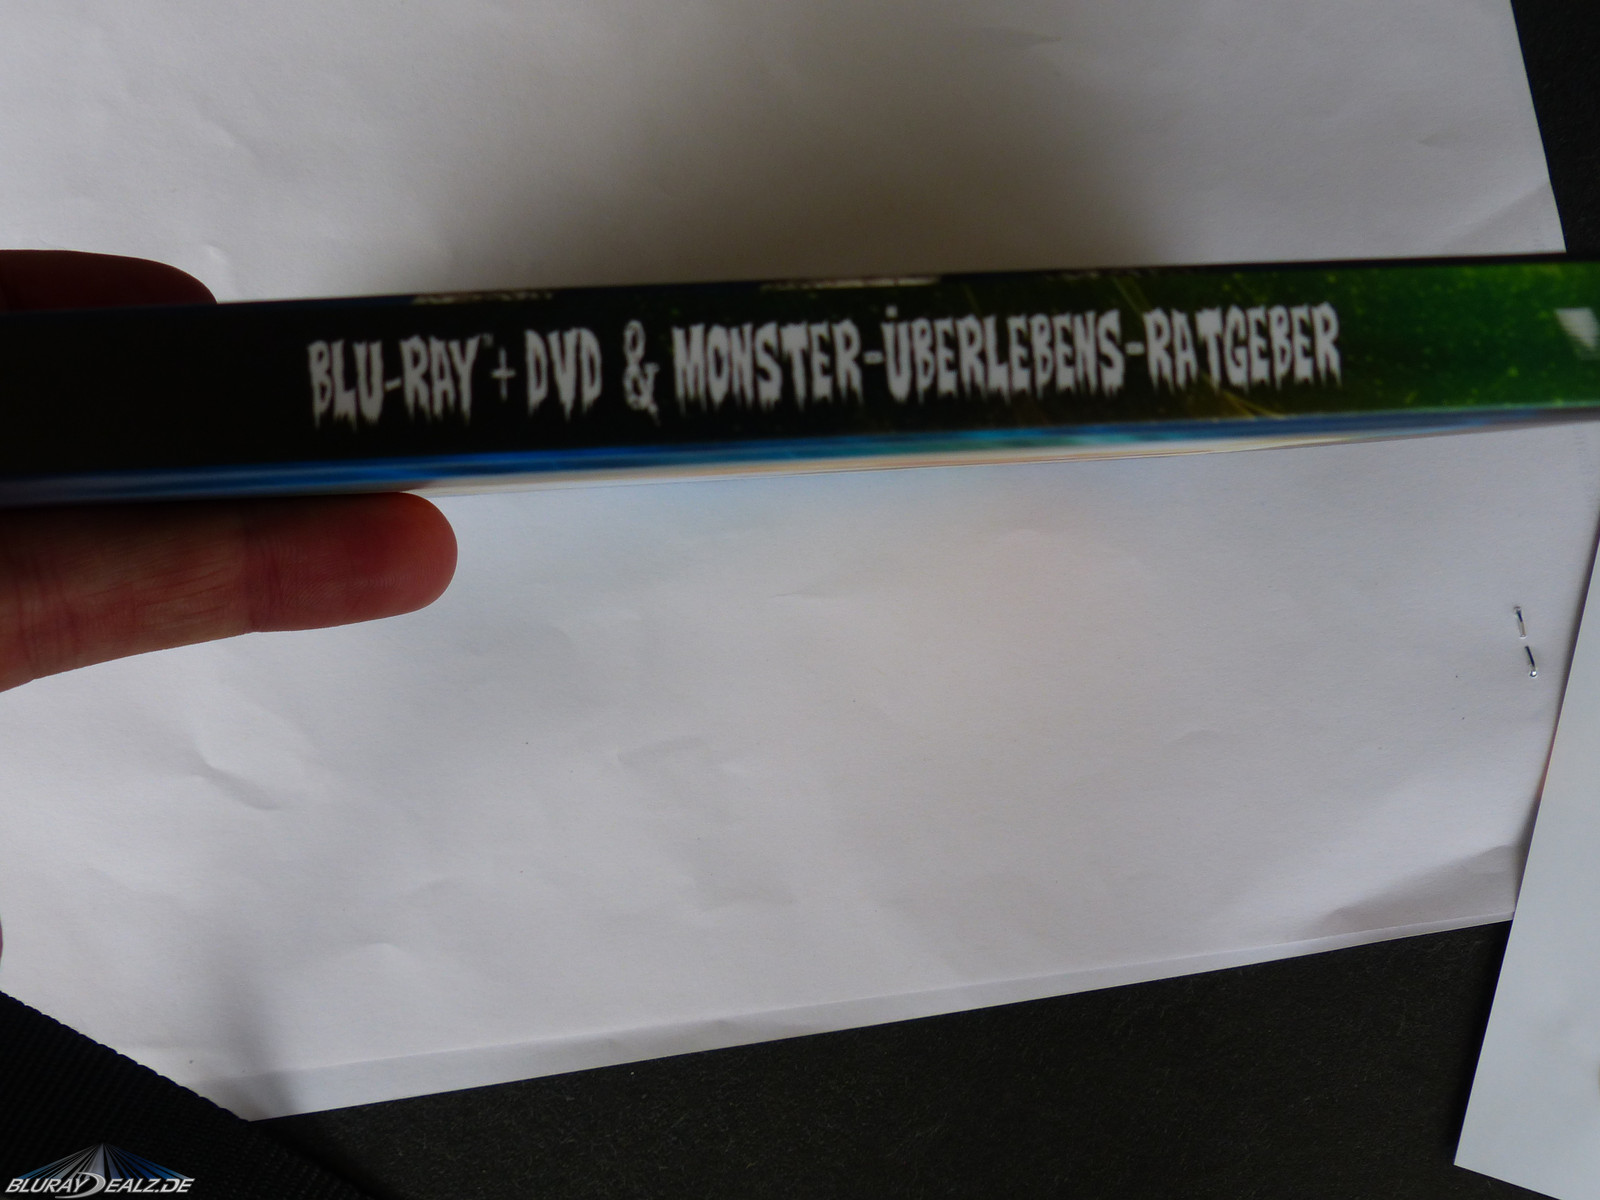 BLU-RAY™ + DVD & MONSTER-ÜBERLEBENS-RATGEBER
BLURAYDEALZ.DE